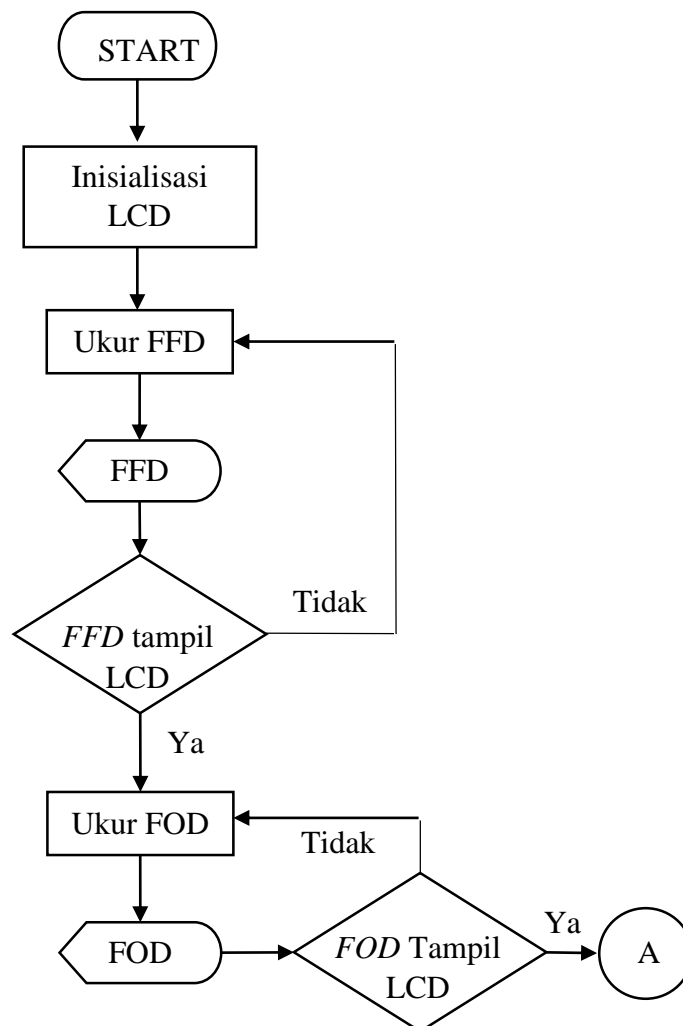 START
Inisialisasi
LCD
Ukur FFD
FFD
Tidak
FFD tampil
LCD
Ya
Ukur FOD
Tidak
FOD
FOD Tampil
LCD
Ya
A